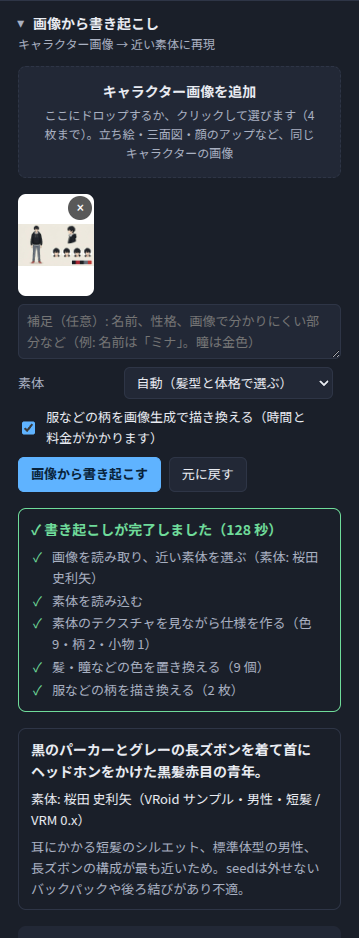 ▼ 画像から書き起こし
キャラクター画像 → 近い素体に再現
キャラクター画像を追加
ここにドロップするか、クリックして選びます（4
枚まで）。立ち絵・三面図・顔のアップなど、同じ
キャラクターの画像
×
補足（任意）: 名前、性格、画像で分かりにくい部
分など（例: 名前は「ミナ」。瞳は金色）
素体
自動（髪型と体格で選ぶ）
服などの柄を画像生成で描き換える（時間と
料金がかかります）
画像から書き起こす
元に戻す
✓ 書き起こしが完了しました（128 秒）
✓ 画像を読み取り、近い素体を選ぶ（素体: 桜田
史利矢）
✓ 素体を読み込む
✓ 素体のテクスチャを見ながら仕様を作る（色
9・柄 2・小物 1）
✓ 髪・瞳などの色を置き換える（9 個）
✓ 服などの柄を描き換える（2 枚）
黒のパーカーとグレーの長ズボンを着て首に
ヘッドホンをかけた黒髪赤目の青年。
素体: 桜田 史利矢（VRoid サンプル・男性・短髪 /
VRM 0.x）
耳にかかる短髪のシルエット、標準体型の男性、
長ズボンの構成が最も近いため。seedは外せない
バックパックや後ろ結びがあり不適。